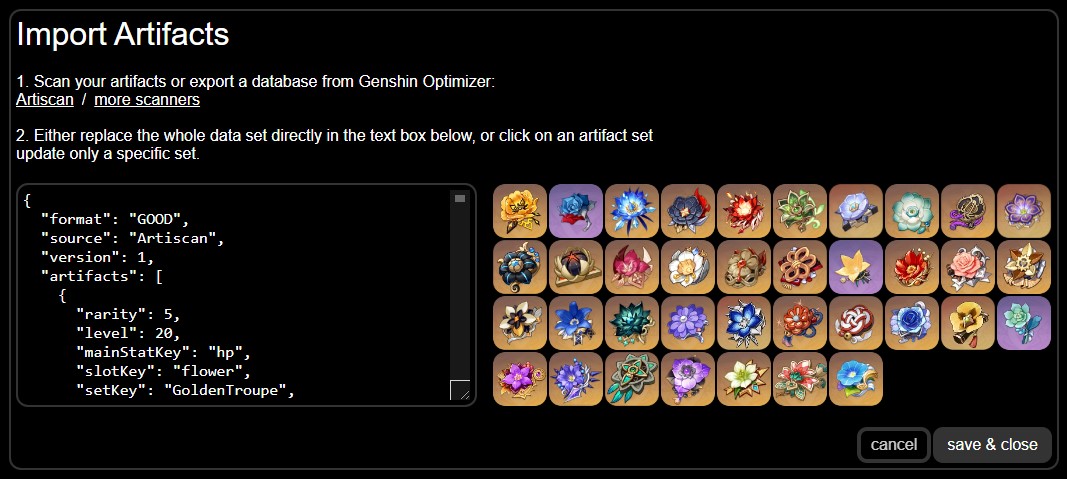 Import Artifacts
1. Scan your artifacts or export a database from Genshin Optimizer:
Artiscan / more scanners
2. Either replace the whole data set directly in the text box below, or click on an artifact set
update only a specific set.
{
"format": "GOOD",
"source": "Artiscan",
"version": 1,
"artifacts": [
{
"rarity": 5,
"level": 20,
"mainStatKey": "hp",
"slotKey": "flower",
"setKey": "GoldenTroupe",
cancel
save & close